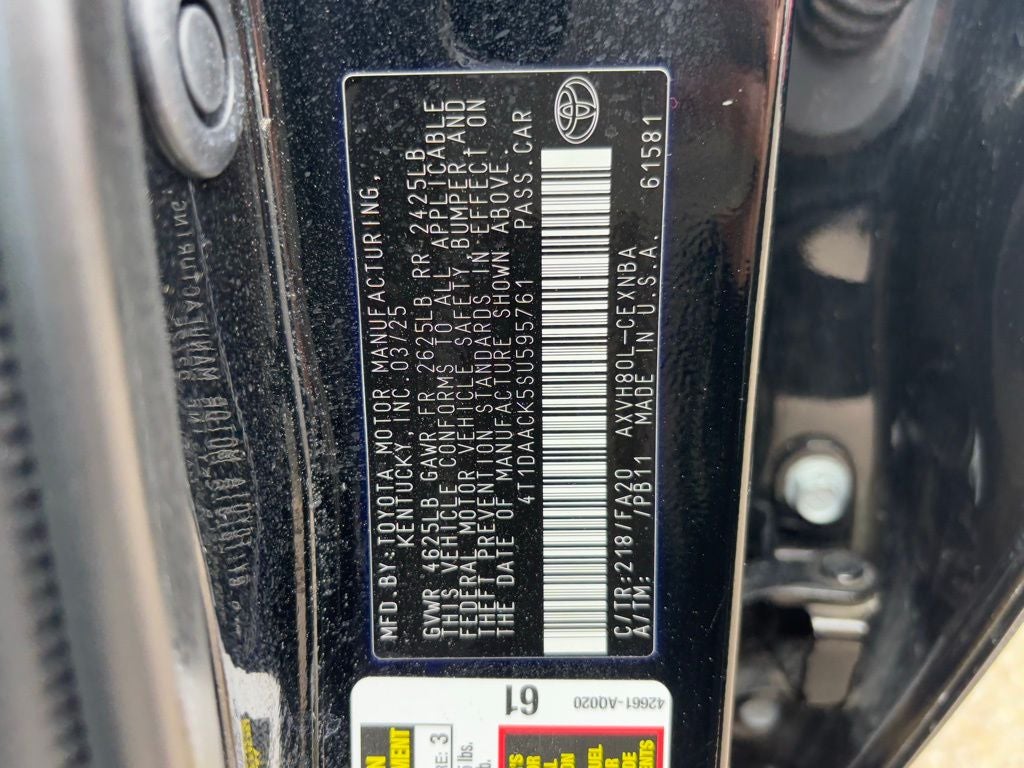 MFD.BY:TOYOTA MOTOR MANUFACTURING,
KENTUCKY, INC. 03/25
GVWR 4625LB GAWR FR 2625LB RR 2425LB
THIS VEHICLE CONFORMS TO ALL APPLICABLE
FEDERAL MOTOR VEHICLE SAFETY, BUMPER, AND
THEFT PREVENTION STANDARDS IN EFFECT ON
THE DATE OF MANUFACTURE SHOWN ABOVE.
4T1DAACK5SU595761 PASS.CAR
C/TR:218/FA20 AXVH80L-CEXNBA 61581
A/TM: -/PB11 MADE IN U.S.A.
61
42661-AQ020